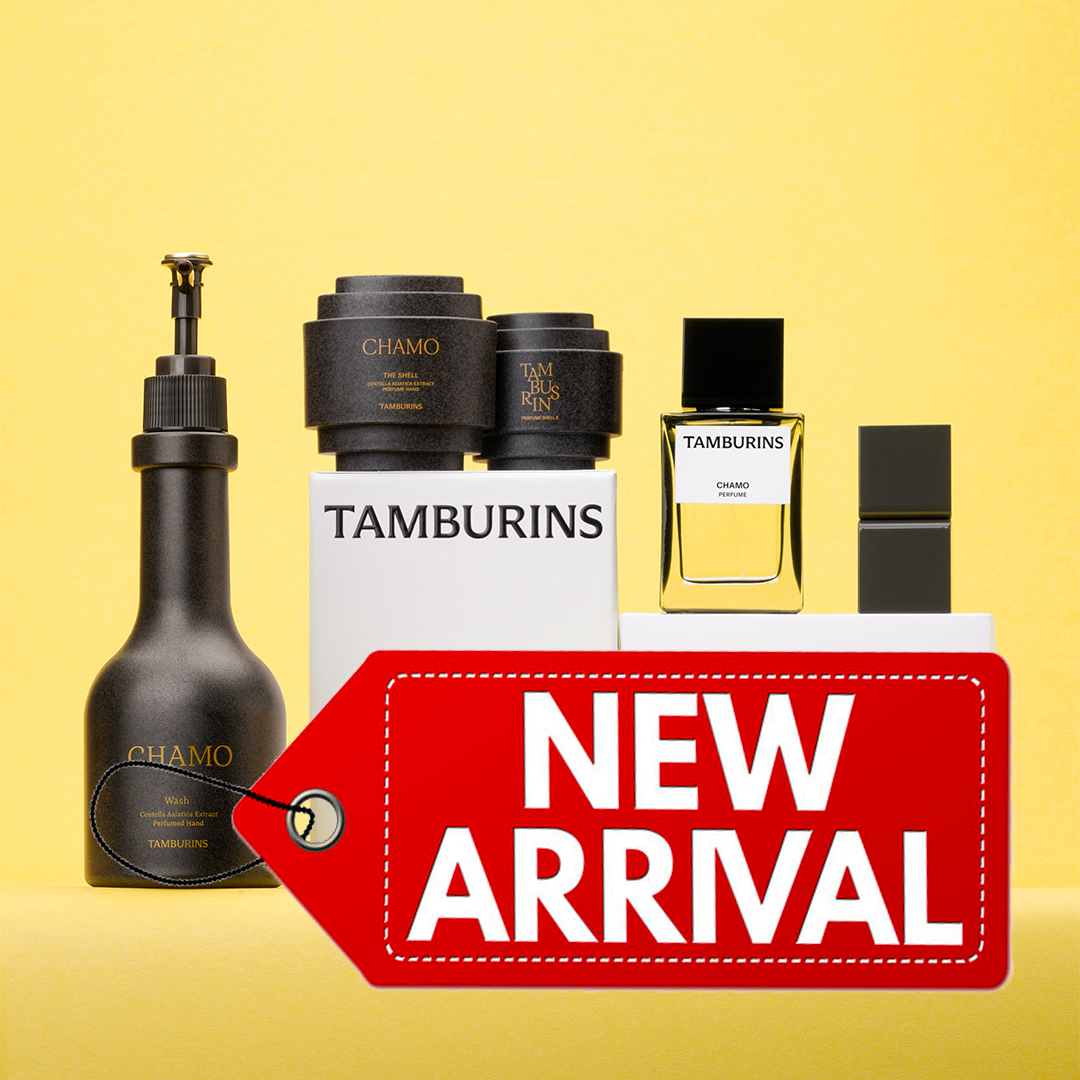 CHAMO
THE SHELL
CENTELLA ASIATICA EXTRACT
PERFUME HAND
TAMBURINS
TAM
BUS
RIN
PERFUME SHELL X
TAMBURINS
CHAMO
PERFUME
TAMBURINS
CHAMO
Wash
Centella Asiatica Extract
Perfumed Hand
TAMBURINS
NEW
ARRIVAL